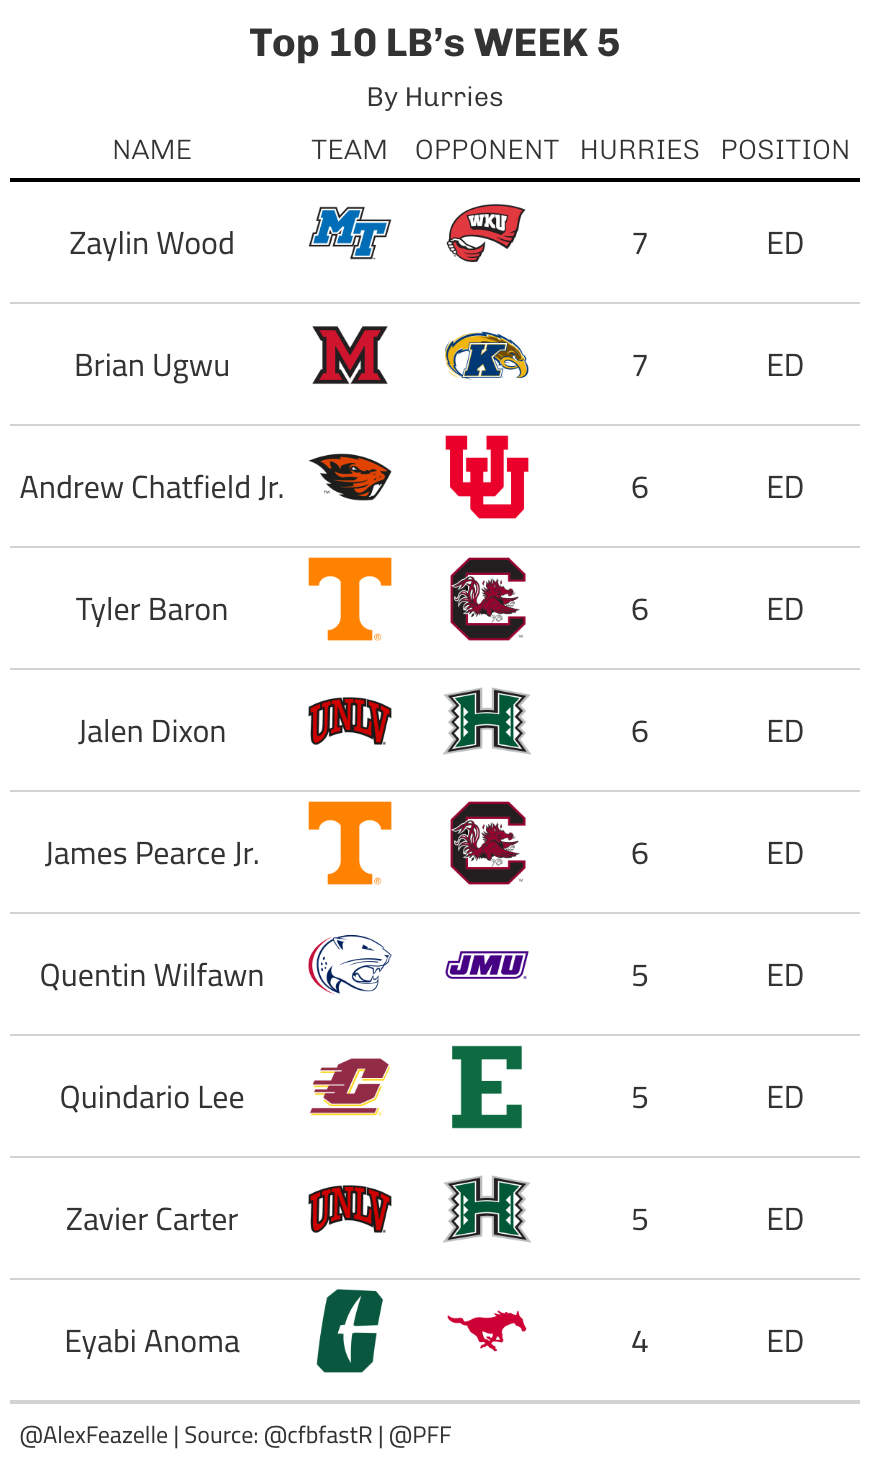 Top 10 LB’s WEEK 5
By Hurries
NAME TEAM OPPONENT HURRIES POSITION
Zaylin Wood MT WKU 7 ED
Brian Ugwu M K 7 ED
Andrew Chatfield Jr. UU 6 ED
Tyler Baron T C 6 ED
Jalen Dixon UNLV H 6 ED
James Pearce Jr. T C 6 ED
Quentin Wilfawn JMU 5 ED
Quindario Lee C E 5 ED
Zavier Carter UNLV H 5 ED
Eyabi Anoma C 4 ED
@AlexFeazelle | Source: @cfbfastR | @PFF